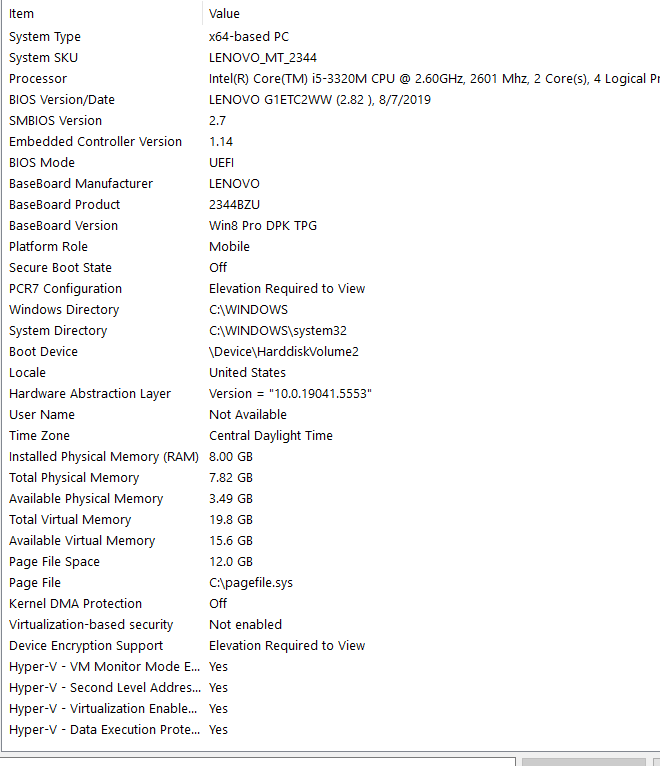 Item Value
System Type x64-based PC
System SKU LENOVO_MT_2344
Processor Intel(R) Core(TM) i5-3320M CPU @ 2.60GHz, 2601 Mhz, 2 Core(s), 4 Logical Pr
BIOS Version/Date LENOVO G1ETC2WW (2.82 ), 8/7/2019
SMBIOS Version 2.7
Embedded Controller Version 1.14
BIOS Mode UEFI
BaseBoard Manufacturer LENOVO
BaseBoard Product 2344BZU
BaseBoard Version Win8 Pro DPK TPG
Platform Role Mobile
Secure Boot State Off
PCR7 Configuration Elevation Required to View
Windows Directory C:\WINDOWS
System Directory C:\WINDOWS\system32
Boot Device \Device\HarddiskVolume2
Locale United States
Hardware Abstraction Layer Version = "10.0.19041.5553"
User Name Not Available
Time Zone Central Daylight Time
Installed Physical Memory (RAM) 8.00 GB
Total Physical Memory 7.82 GB
Available Physical Memory 3.49 GB
Total Virtual Memory 19.8 GB
Available Virtual Memory 15.6 GB
Page File Space 12.0 GB
Page File C:\pagefile.sys
Kernel DMA Protection Off
Virtualization-based security Not enabled
Device Encryption Support Elevation Required to View
Hyper-V - VM Monitor Mode E... Yes
Hyper-V - Second Level Addres... Yes
Hyper-V - Virtualization Enable... Yes
Hyper-V - Data Execution Prote... Yes